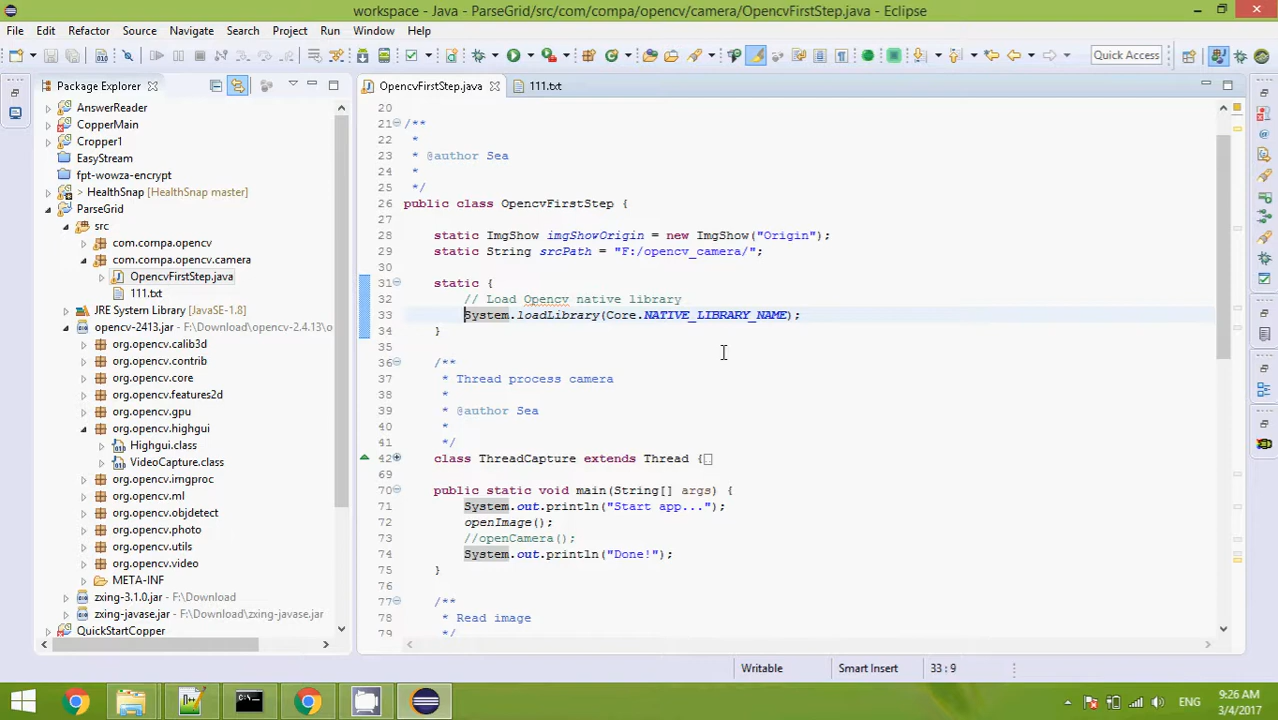 workspace - Java - ParseGrid/src/com/compa/opencv/camera/OpencvFirstStep.java - Eclipse
File Edit Refactor Source Navigate Search Project Run Window Help
Quick Access
Package Explorer
AnswerReader
CopperMain
Cropper1
EasyStream
fpt-wowza-encrypt
> HealthSnap [HealthSnap master]
ParseGrid
src
com.compa.opencv
com.compa.opencv.camera
OpencvFirstStep.java
111.txt
JRE System Library [JavaSE-1.8]
opencv-2413.jar - F:\Download\opencv-2.4.13\o
org.opencv.calib3d
org.opencv.contrib
org.opencv.core
org.opencv.features2d
org.opencv.gpu
org.opencv.highgui
Highgui.class
VideoCapture.class
org.opencv.imgproc
org.opencv.ml
org.opencv.objdetect
org.opencv.photo
org.opencv.utils
org.opencv.video
META-INF
zxing-3.1.0.jar - F:\Download
zxing-javase.jar - F:\Download\zxing-javase.jar
QuickStartCopper
OpencvFirstStep.java 111.txt
20
21 /**
22 *
23 * @author Sea
24 *
25 */
26 public class OpencvFirstStep {
27
28 static ImgShow imgShowOrigin = new ImgShow("Origin");
29 static String srcPath = "F:/opencv_camera/";
30
31 static {
32 // Load Opencv native library
33 System.loadLibrary(Core.NATIVE_LIBRARY_NAME);
34 }
35
36 /**
37 * Thread process camera
38 *
39 * @author Sea
40 *
41 */
42 class ThreadCapture extends Thread {
69
70 public static void main(String[] args) {
71 System.out.println("Start app...");
72 openImage();
73 //openCamera();
74 System.out.println("Done!");
75 }
76
77 /**
78 * Read image
79 */
Writable Smart Insert 33 : 9
ENG
9:26 AM
3/4/2017